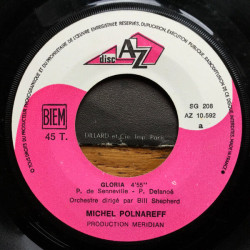 disc AZ
SG 208
AZ 10.592
a
BIEM
45 T.
DILLARD et Cie Imp. Paris
GLORIA 4'55"
P. de Senneville - P. Delanoë
Orchestre dirigé par Bill Shepherd
MICHEL POLNAREFF
PRODUCTION MERIDIAN